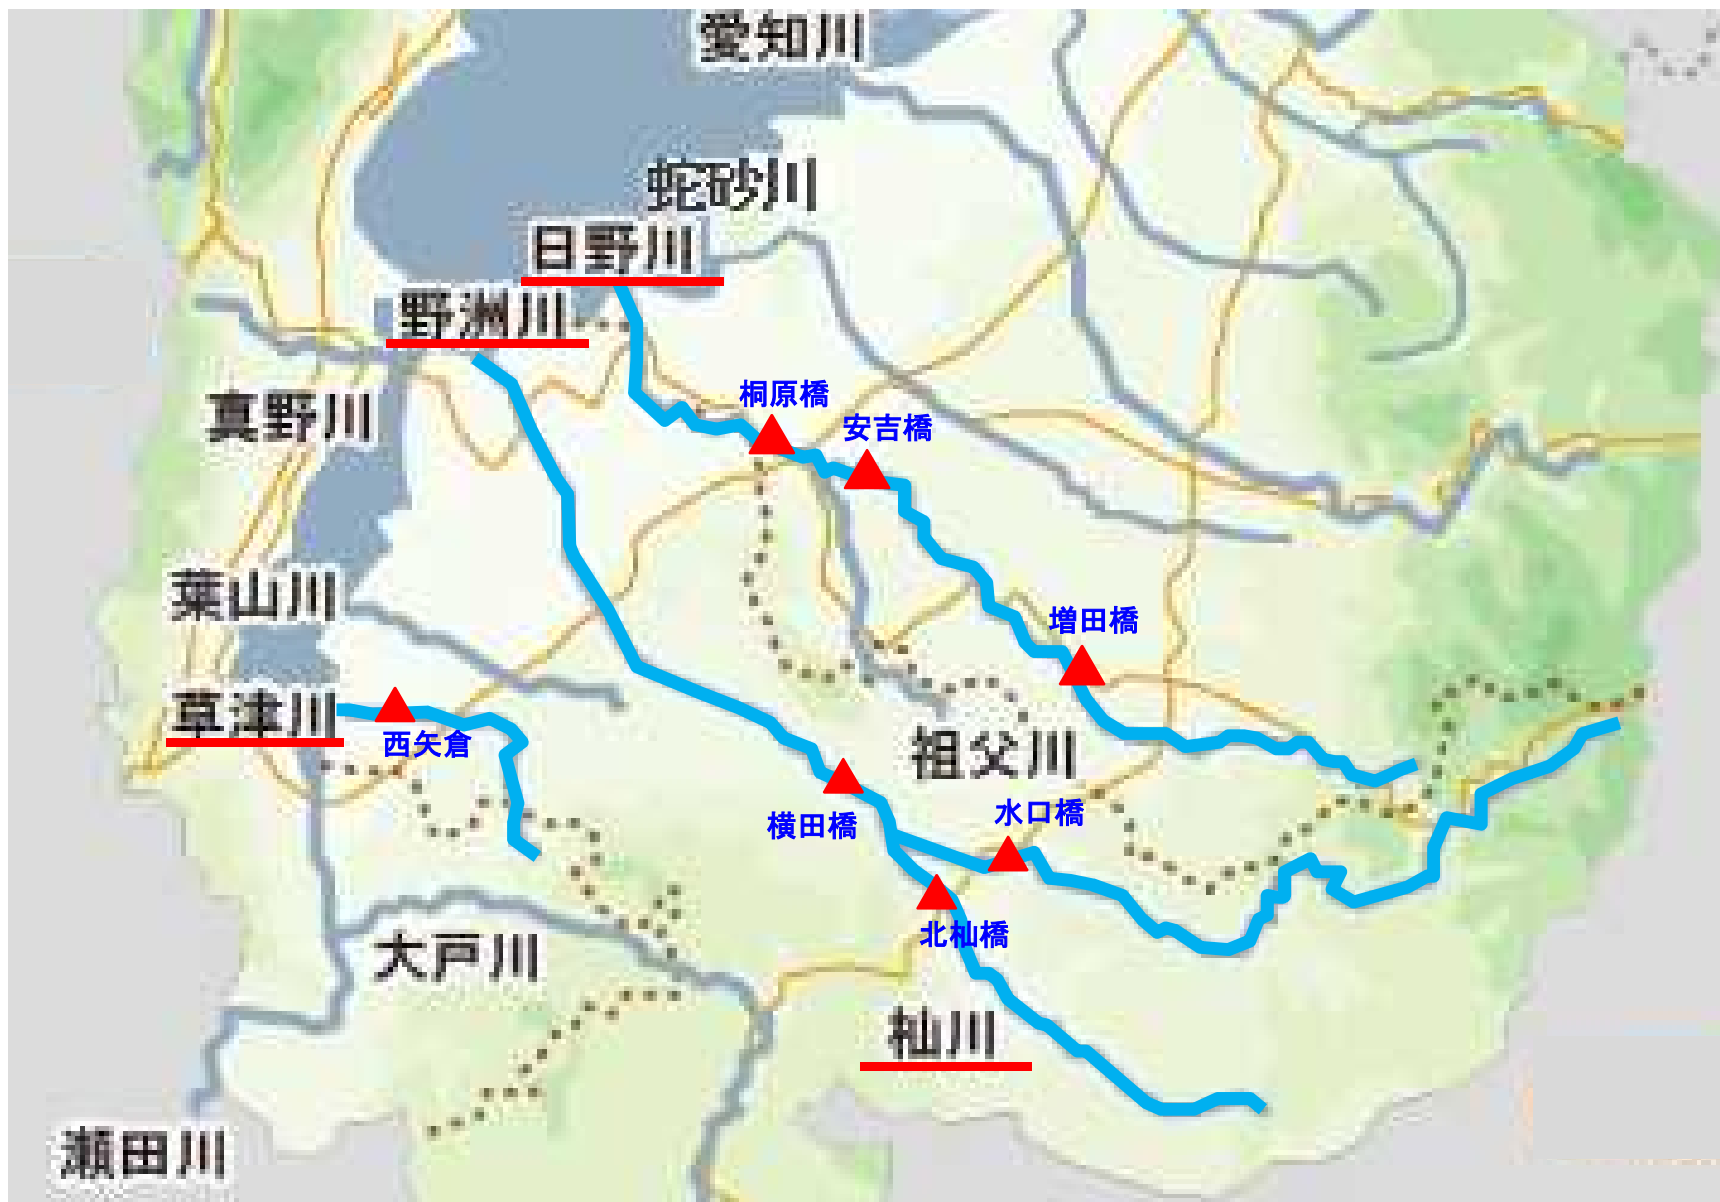 愛知川
蛇砂川
日野川
野洲川
桐原橋
真野川
安吉橋
葉山川
増田橋
草津川
西矢倉
祖父川
水口橋
横田橋
北杣橋
大戸川
杣川
瀬田川